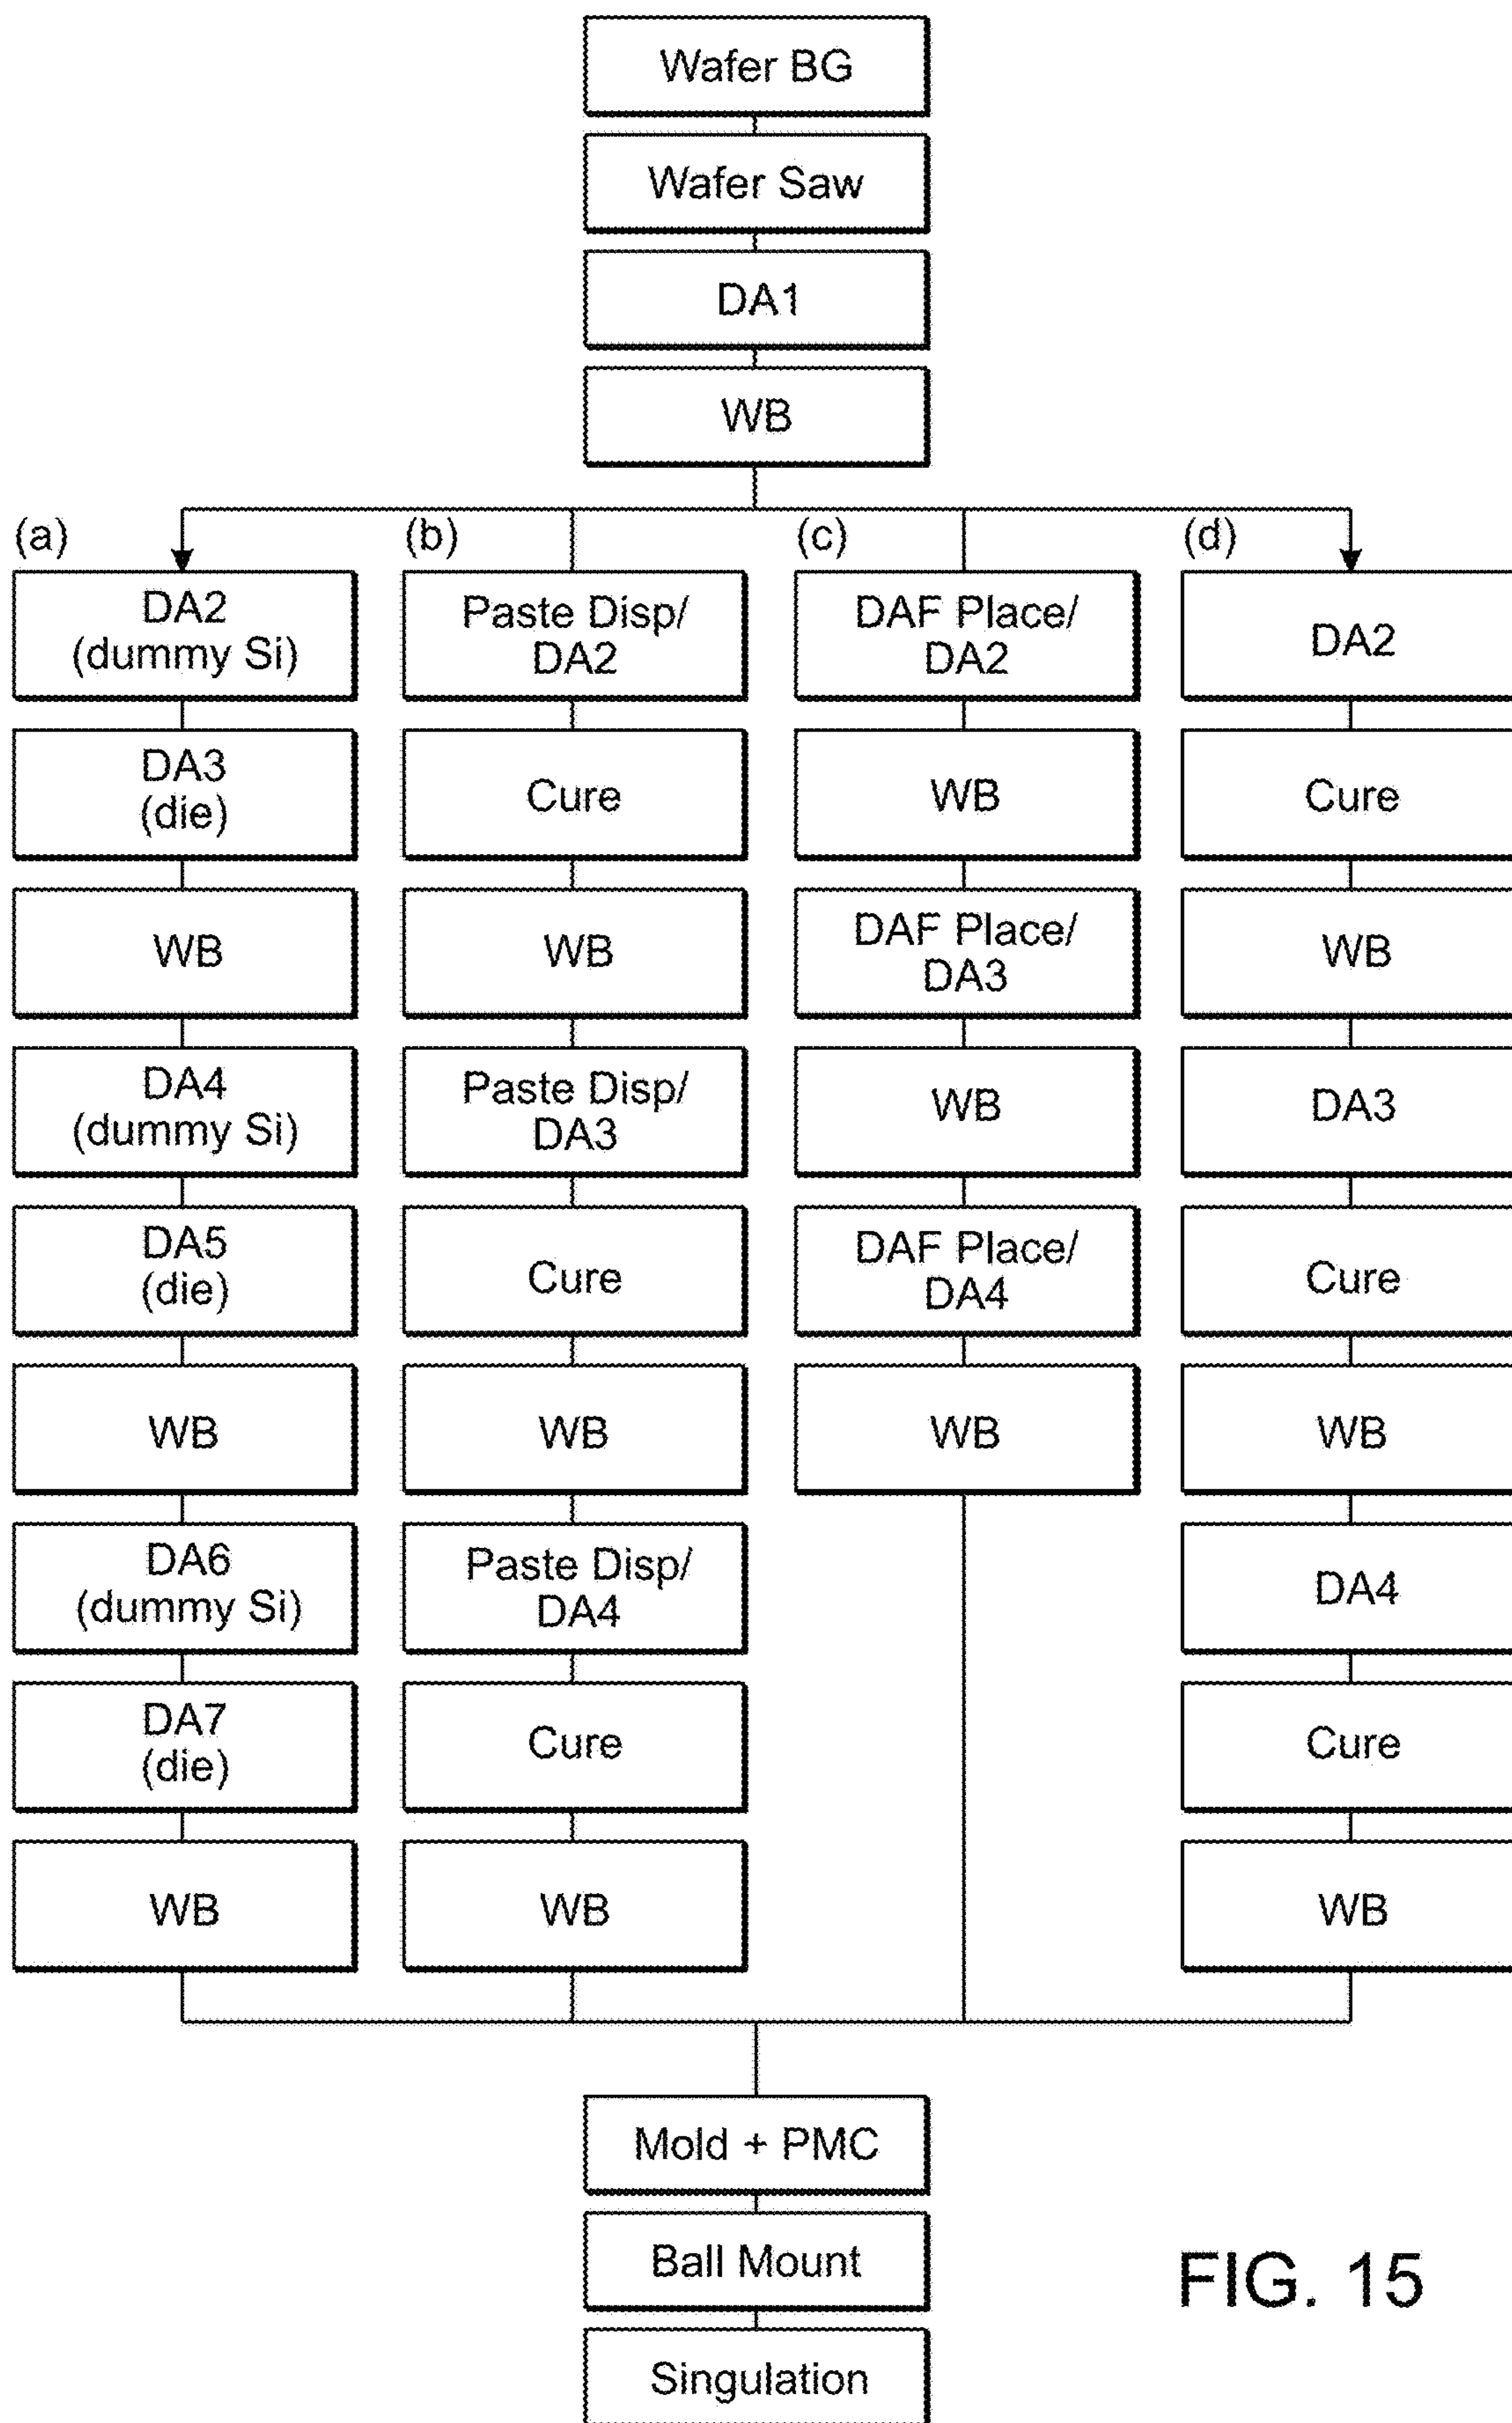 Wafer BG
Wafer Saw
DA1
WB
(a)
DA2
(dummy Si)
DA3
(die)
WB
DA4
(dummy Si)
DA5
(die)
WB
DA6
(dummy Si)
DA7
(die)
WB
(b)
Paste Disp/
DA2
Cure
WB
Paste Disp/
DA3
Cure
WB
Paste Disp/
DA4
Cure
WB
(c)
DAF Place/
DA2
WB
DAF Place/
DA3
WB
DAF Place/
DA4
WB
(d)
DA2
Cure
WB
DA3
Cure
WB
DA4
Cure
WB
Mold + PMC
Ball Mount
Singulation
FIG. 15